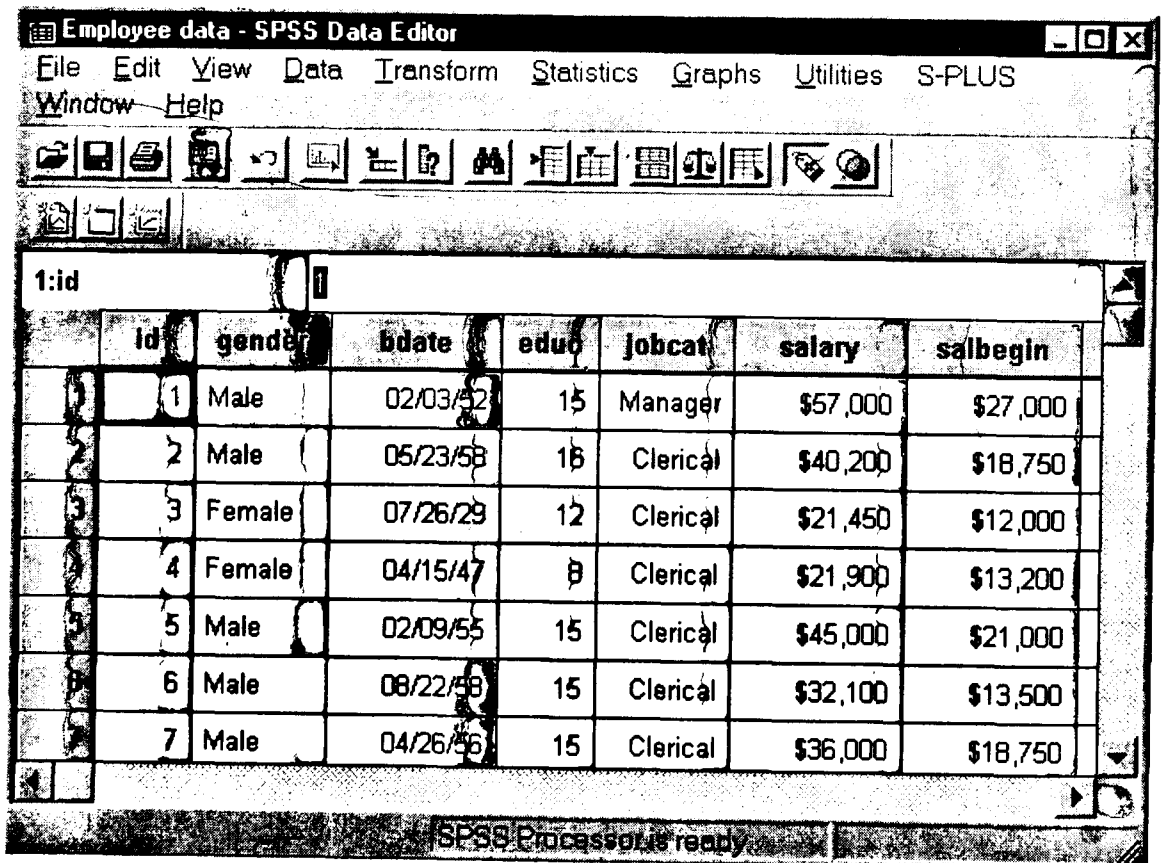 Employee data - SPSS Data Editor
File Edit View Data Transform Statistics Graphs Utilities S-PLUS
Window Help
1:id 1
id gender bdate educ jobcat salary salbegin
1 1 Male 02/03/52 15 Manager $57,000 $27,000
2 2 Male 05/23/58 16 Clerical $40,200 $18,750
3 3 Female 07/26/29 12 Clerical $21,450 $12,000
4 4 Female 04/15/47 8 Clerical $21,900 $13,200
5 5 Male 02/09/55 15 Clerical $45,000 $21,000
6 6 Male 08/22/58 15 Clerical $32,100 $13,500
7 7 Male 04/26/56 15 Clerical $36,000 $18,750
SPSS Processor is ready